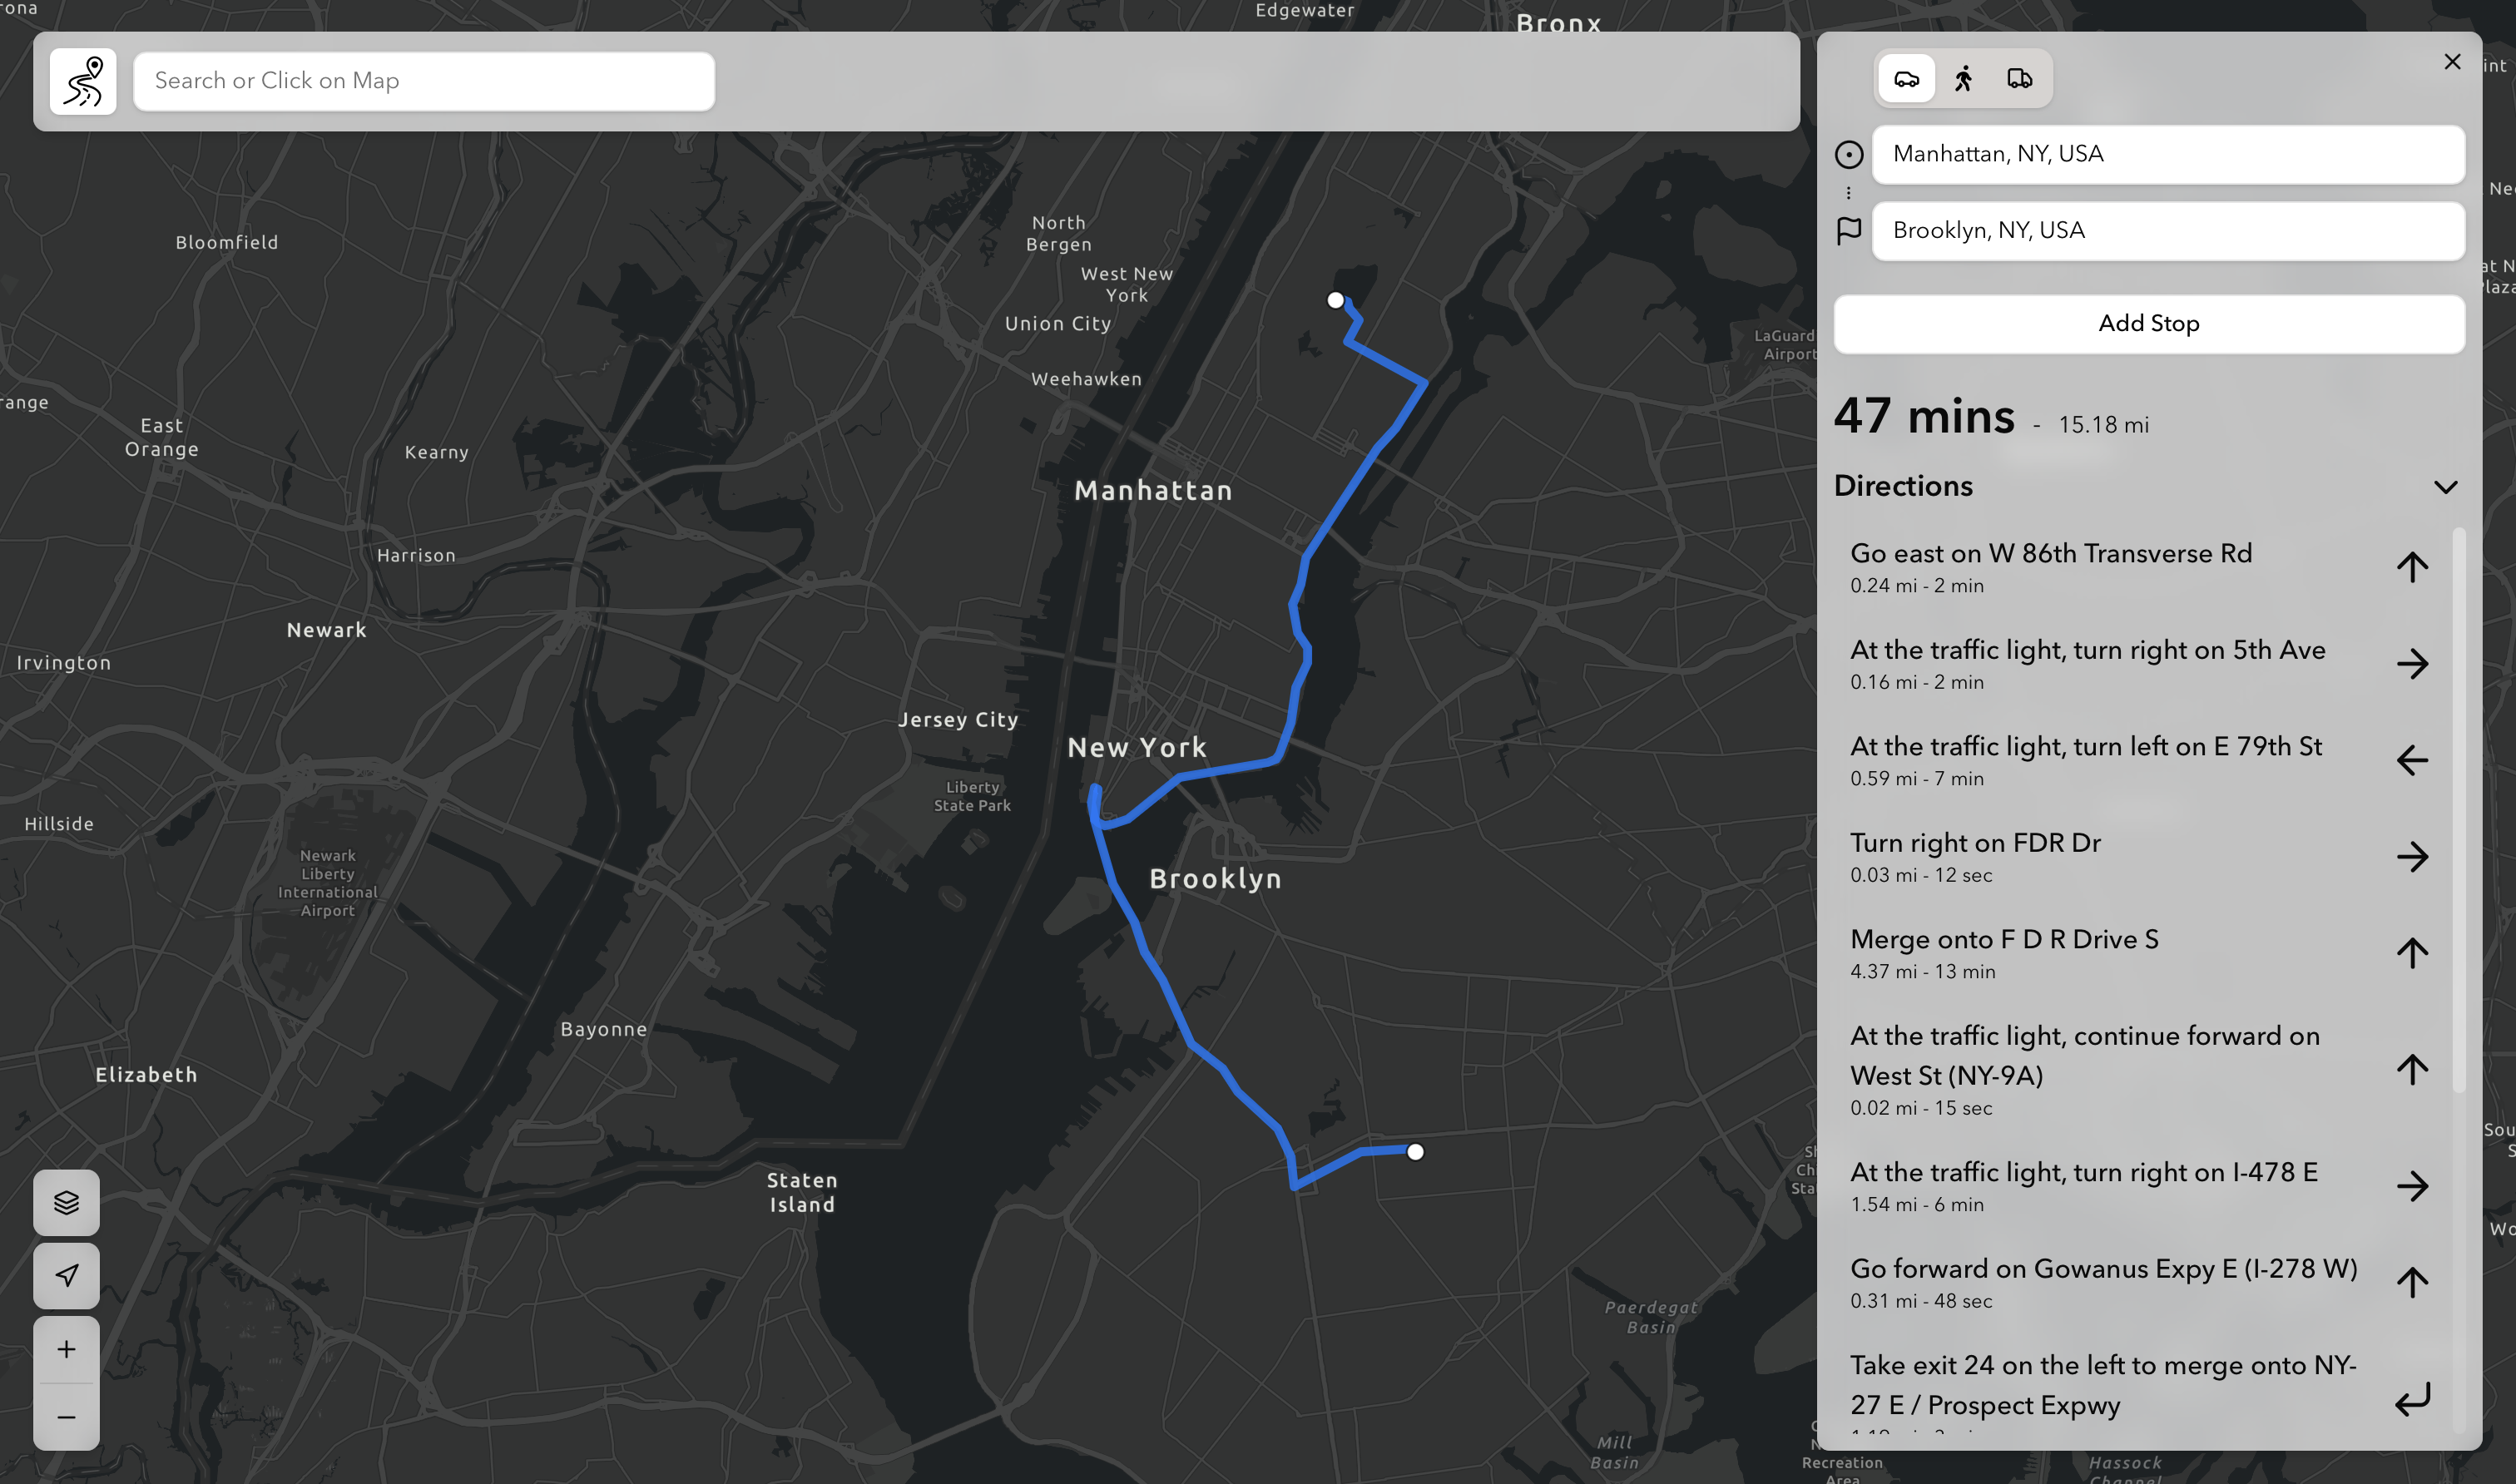 Edgewater
Bronx
Search or Click on Map
Bloomfield
North
Bergen
West New
York
Union City
Weehawken
LaGuard
Airport
East
Orange
Kearny
Manhattan
Harrison
Newark
Irvington
Jersey City
New York
Liberty
State Park
Hillside
Newark
Liberty
International
Airport
Brooklyn
Bayonne
Elizabeth
Staten
Island
Paerdegat
Basin
Mill
Basin
Recreation
Area
Hassock
Channel
Manhattan, NY, USA
Brooklyn, NY, USA
Add Stop
47 mins - 15.18 mi
Directions
Go east on W 86th Transverse Rd
0.24 mi - 2 min
At the traffic light, turn right on 5th Ave
0.16 mi - 2 min
At the traffic light, turn left on E 79th St
0.59 mi - 7 min
Turn right on FDR Dr
0.03 mi - 12 sec
Merge onto F D R Drive S
4.37 mi - 13 min
At the traffic light, continue forward on
West St (NY-9A)
0.02 mi - 15 sec
At the traffic light, turn right on I-478 E
1.54 mi - 6 min
Go forward on Gowanus Expy E (I-278 W)
0.31 mi - 48 sec
Take exit 24 on the left to merge onto NY-
27 E / Prospect Expwy